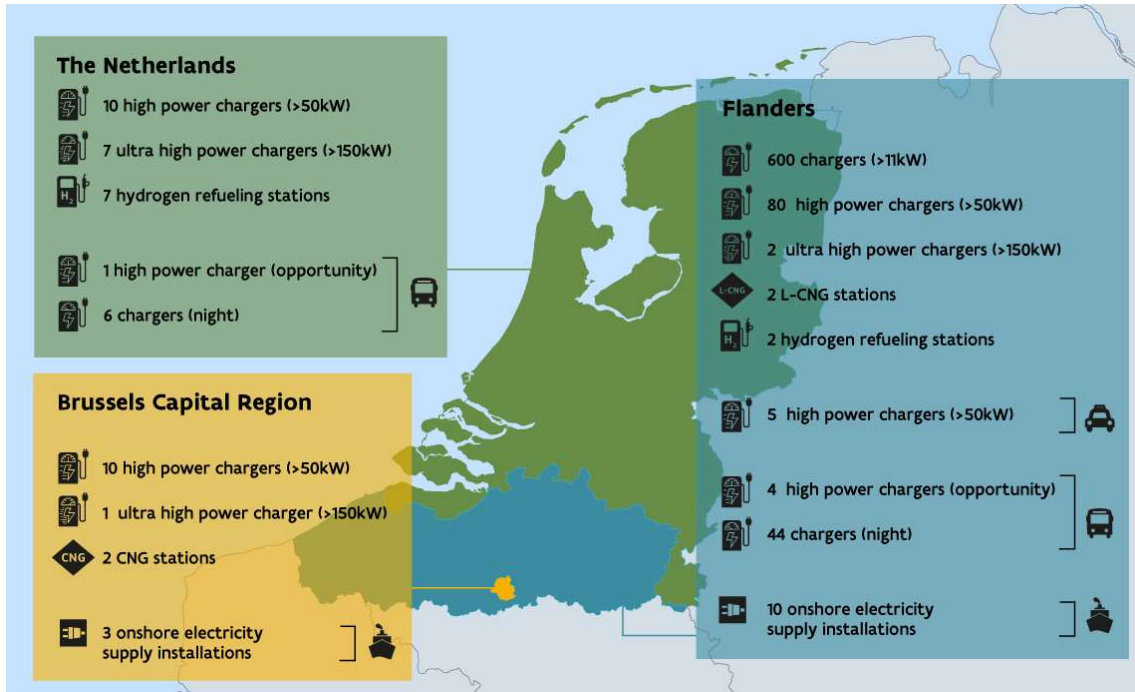 The Netherlands
10 high power chargers (>50kW)
7 ultra high power chargers (>150kW)
H2
7 hydrogen refueling stations
1 high power charger (opportunity)
6 chargers (night)
Brussels Capital Region
10 high power chargers (>50kW)
1 ultra high power charger (>150kW)
CNG
2 CNG stations
3 onshore electricity
supply installations
Flanders
600 chargers (>11kW)
80 high power chargers (>50kW)
2 ultra high power chargers (>150kW)
L-CNG
2 L-CNG stations
H2
2 hydrogen refueling stations
5 high power chargers (>50kW)
4 high power chargers (opportunity)
44 chargers (night)
10 onshore electricity
supply installations